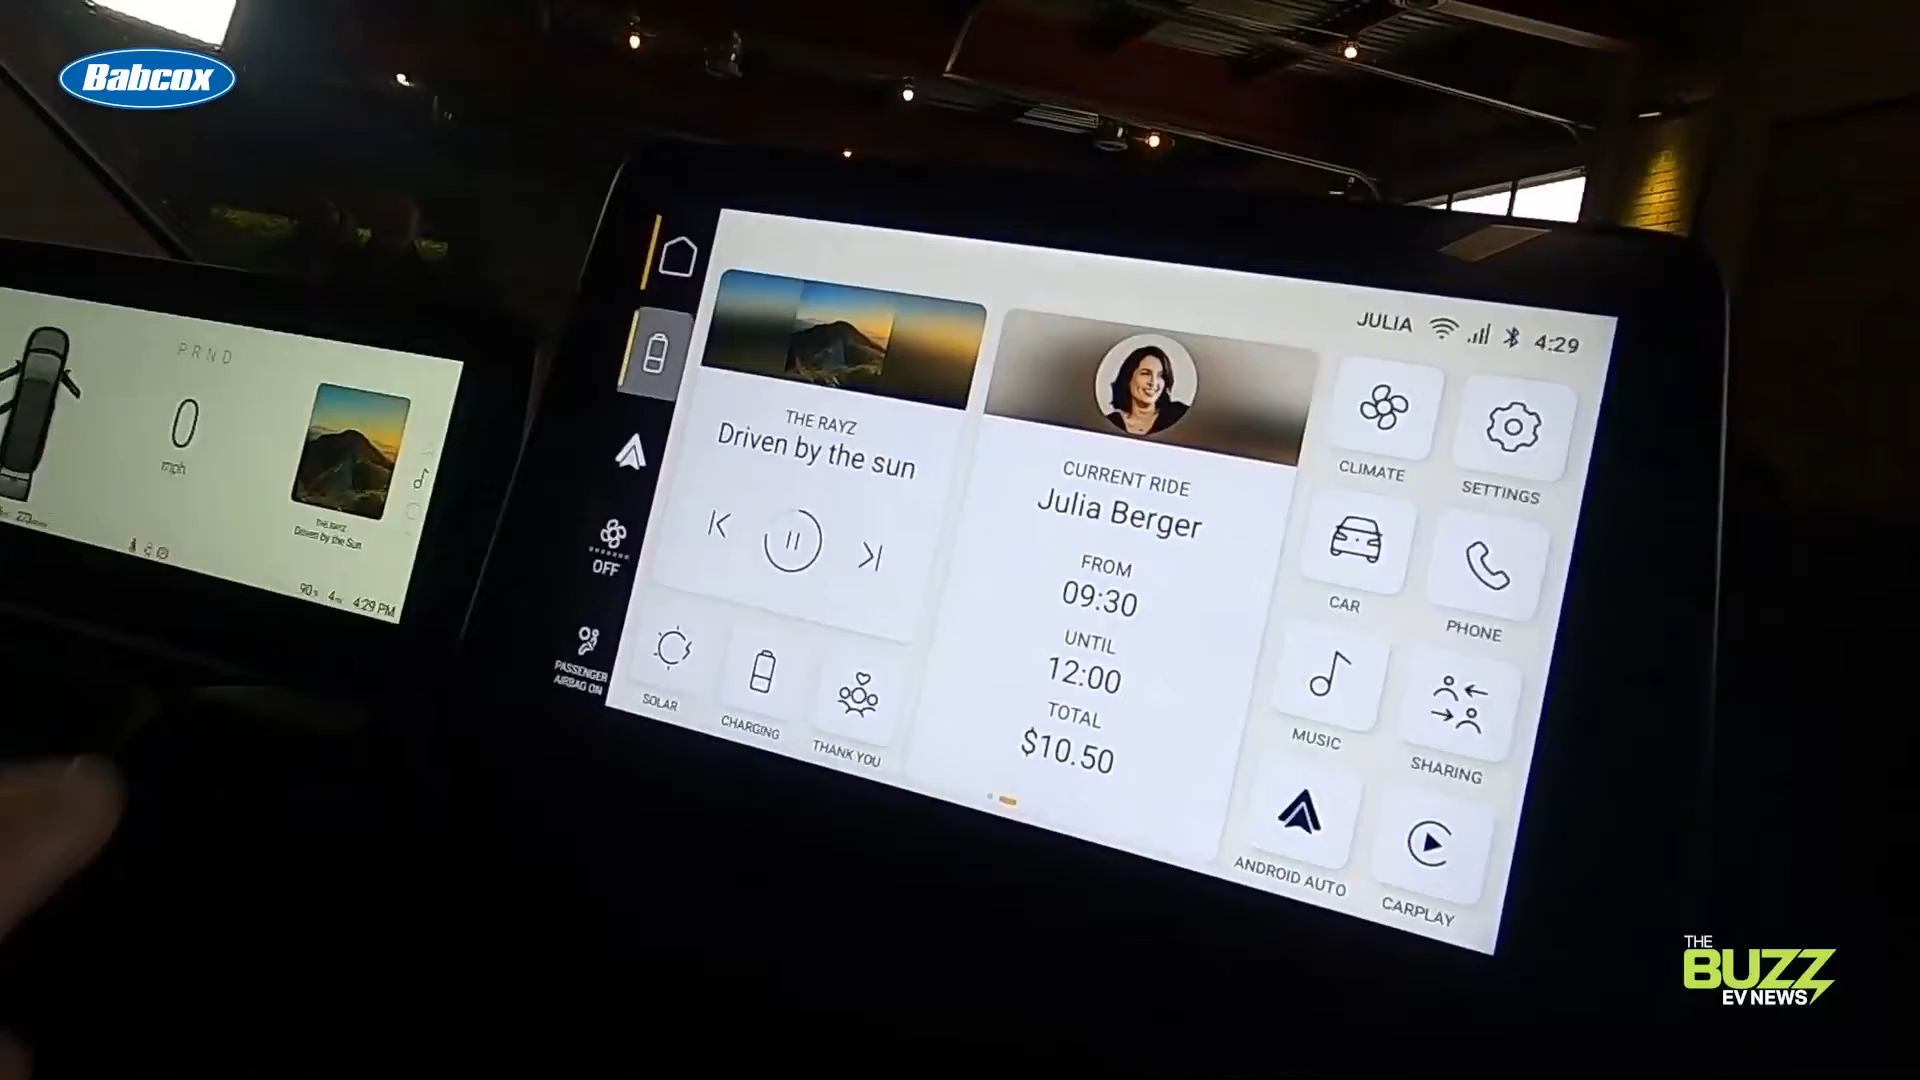 Babcox
PRND
0
mph
THE RAYZ
Driven by the Sun
4:29 PM
OFF
PASSENGER
AIRBAG ON
THE RAYZ
Driven by the sun
SOLAR
CHARGING
THANK YOU
CURRENT RIDE
Julia Berger
FROM
09:30
UNTIL
12:00
TOTAL
$10.50
JULIA
4:29
CLIMATE
SETTINGS
CAR
PHONE
MUSIC
SHARING
ANDROID AUTO
CARPLAY
THE
BUZZ
EV NEWS